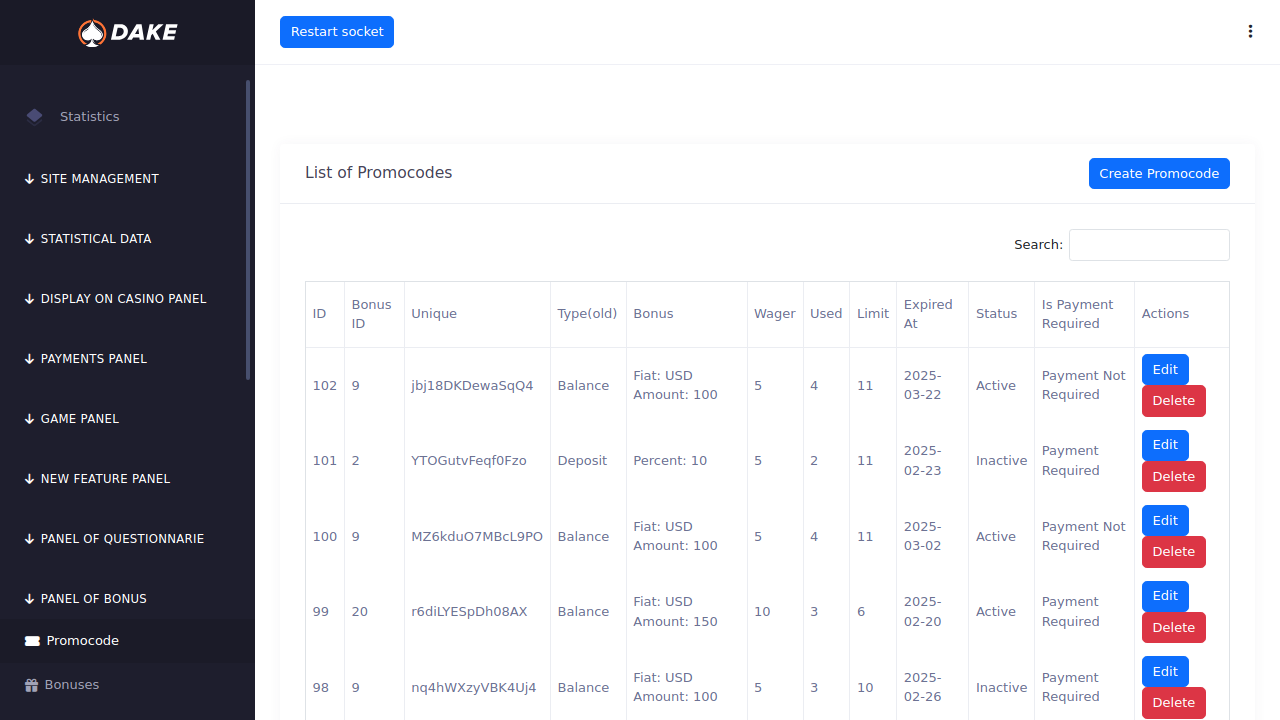 DAKE
Restart socket
Statistics
SITE MANAGEMENT
STATISTICAL DATA
DISPLAY ON CASINO PANEL
PAYMENTS PANEL
GAME PANEL
NEW FEATURE PANEL
PANEL OF QUESTIONNARIE
PANEL OF BONUS
Promocode
Bonuses
List of Promocodes
Create Promocode
Search:
ID
Bonus
ID
Unique
Type(old)
Bonus
Wager
Used
Limit
Expired
At
Status
Is Payment
Required
Actions
102
9
jbj18DKDewaSqQ4
Balance
Fiat: USD
Amount: 100
5
4
11
2025-
03-22
Active
Payment Not
Required
Edit
Delete
101
2
YTOGutvFeqf0Fzo
Deposit
Percent: 10
5
2
11
2025-
02-23
Inactive
Payment
Required
Edit
Delete
100
9
MZ6kduO7MBcL9PO
Balance
Fiat: USD
Amount: 100
5
4
11
2025-
03-02
Active
Payment Not
Required
Edit
Delete
99
20
r6diLYESpDh08AX
Balance
Fiat: USD
Amount: 150
10
3
6
2025-
02-20
Active
Payment
Required
Edit
Delete
98
9
nq4hWXzyVBK4Uj4
Balance
Fiat: USD
Amount: 100
5
3
10
2025-
02-26
Inactive
Payment
Required
Edit
Delete